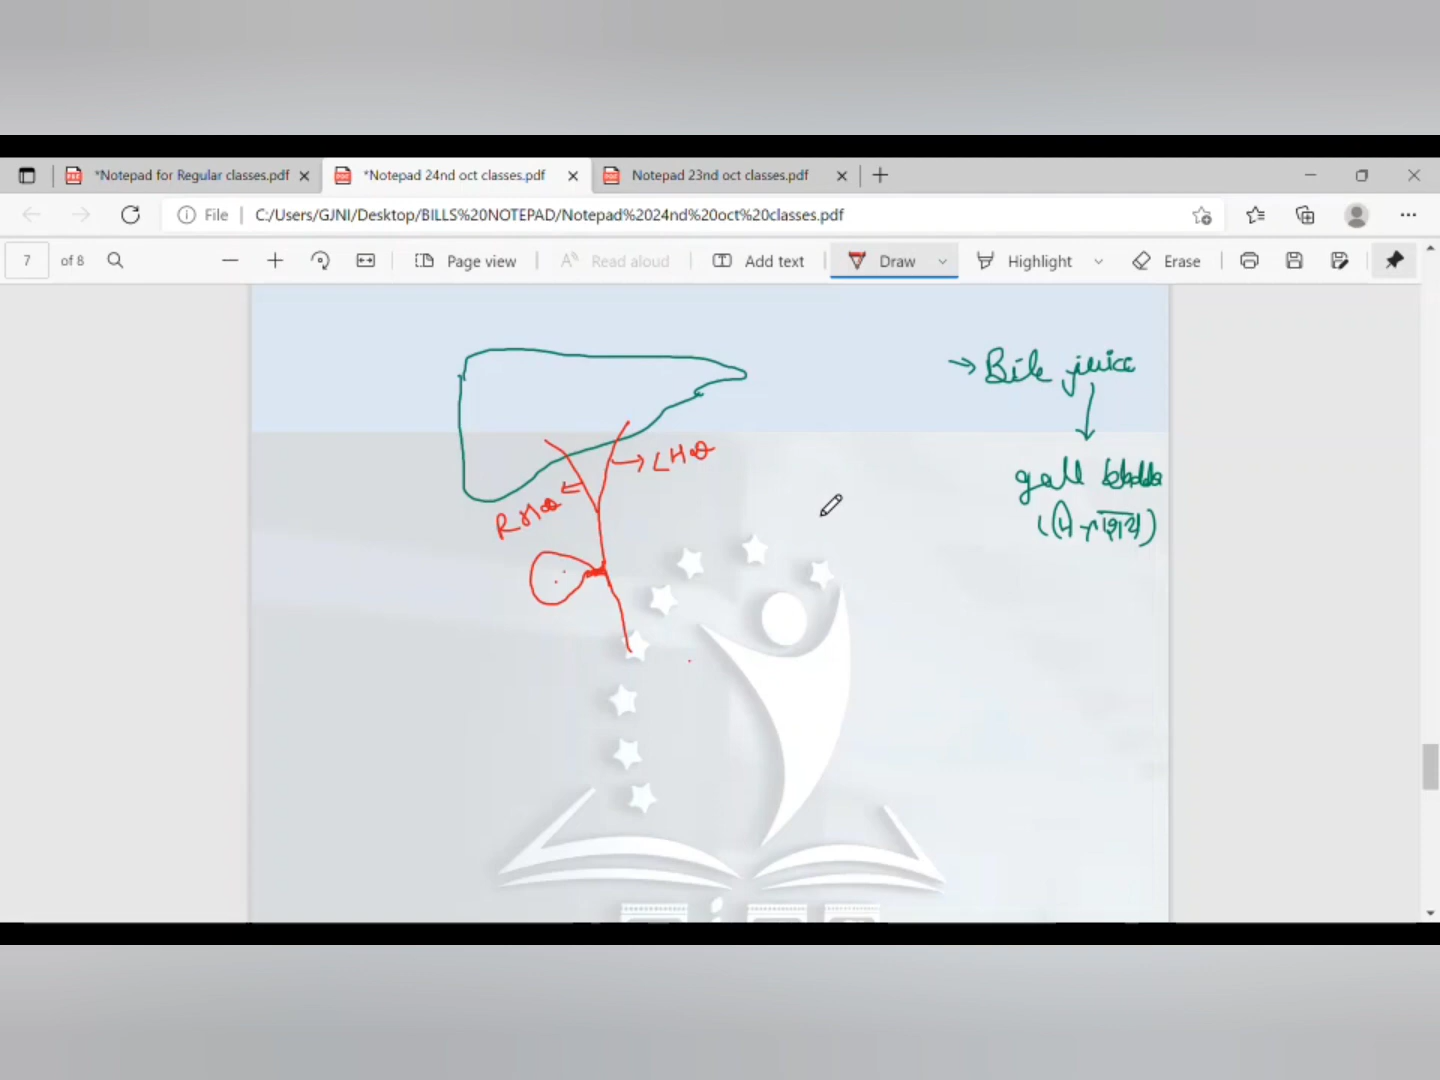 *Notepad for Regular classes.pdf
*Notepad 24nd oct classes.pdf
Notepad 23nd oct classes.pdf
File
C:/Users/GJNI/Desktop/BILLS%20NOTEPAD/Notepad%2024nd%20oct%20classes.pdf
7 of 8
Page view
Read aloud
Add text
Draw
Highlight
Erase
→ Bile juice
gall
LHD
RHD